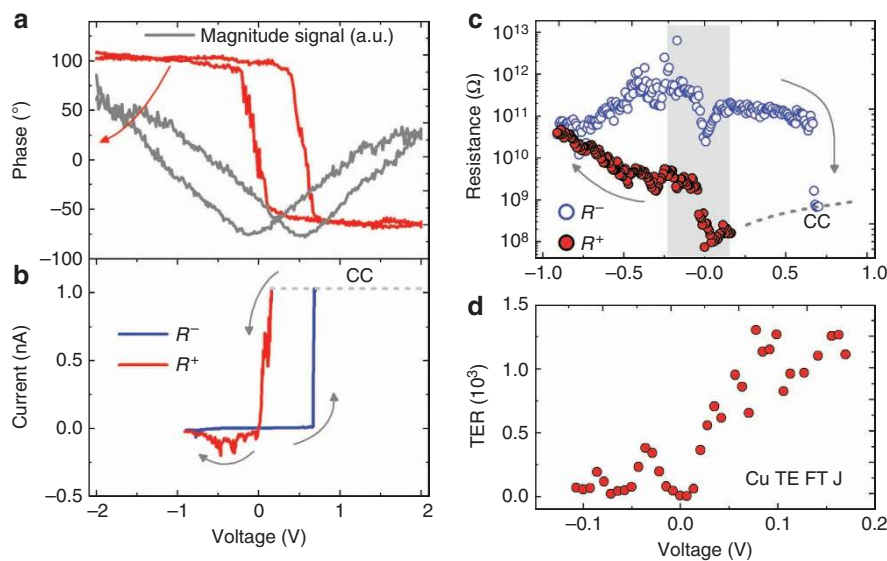 a
Magnitude signal (a.u.)
100
50
0
−50
−100
Phase (°)
b
CC
1.0
0.5
0.0
−0.5
R−
R+
Current (nA)
−2
−1
0
1
2
Voltage (V)
c
10¹³
10¹²
10¹¹
10¹⁰
10⁹
10⁸
Resistance (Ω)
R−
R+
CC
−1.0
−0.5
−0.0
0.5
1.0
d
1.5
1.0
0.5
0.0
TER (10³)
Cu TE FT J
−0.1
0.0
0.1
0.2
Voltage (V)